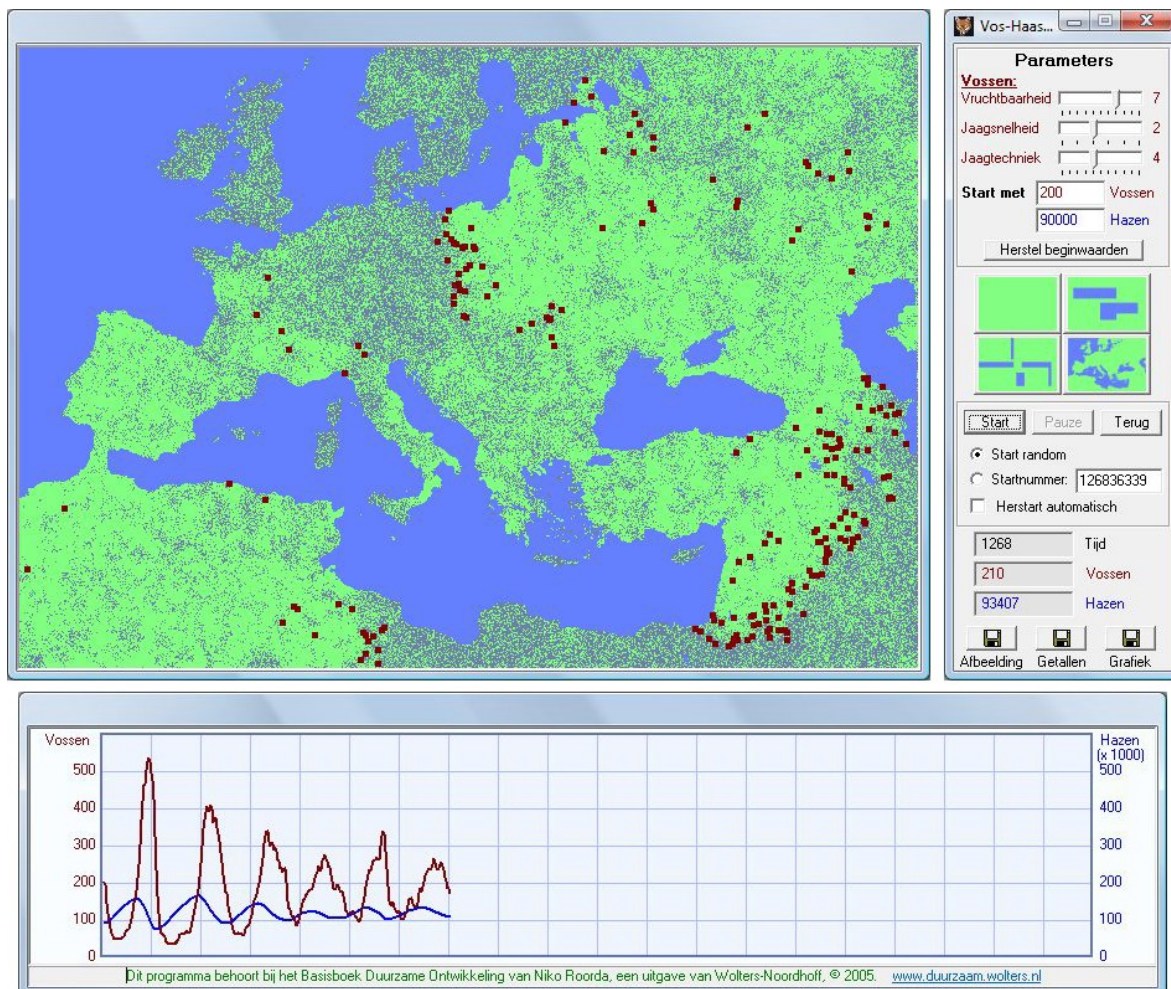 Vos-Haas...
Parameters
Vossen:
Vruchtbaarheid 7
Jaagsnelheid 2
Jaagtechniek 4
Start met 200 Vossen
90000 Hazen
Herstel beginwaarden
Start Pauze Terug
Start random
Startnummer: 126836339
Herstart automatisch
1268 Tijd
210 Vossen
93407 Hazen
Afbeelding Getallen Grafiek
Vossen Hazen
(x 1000)
500 500
400 400
300 300
200 200
100 100
0 0
Dit programma behoort bij het Basisboek Duurzame Ontwikkeling van Niko Roorda, een uitgave van Wolters-Noordhoff, © 2005. www.duurzaam.wolters.nl